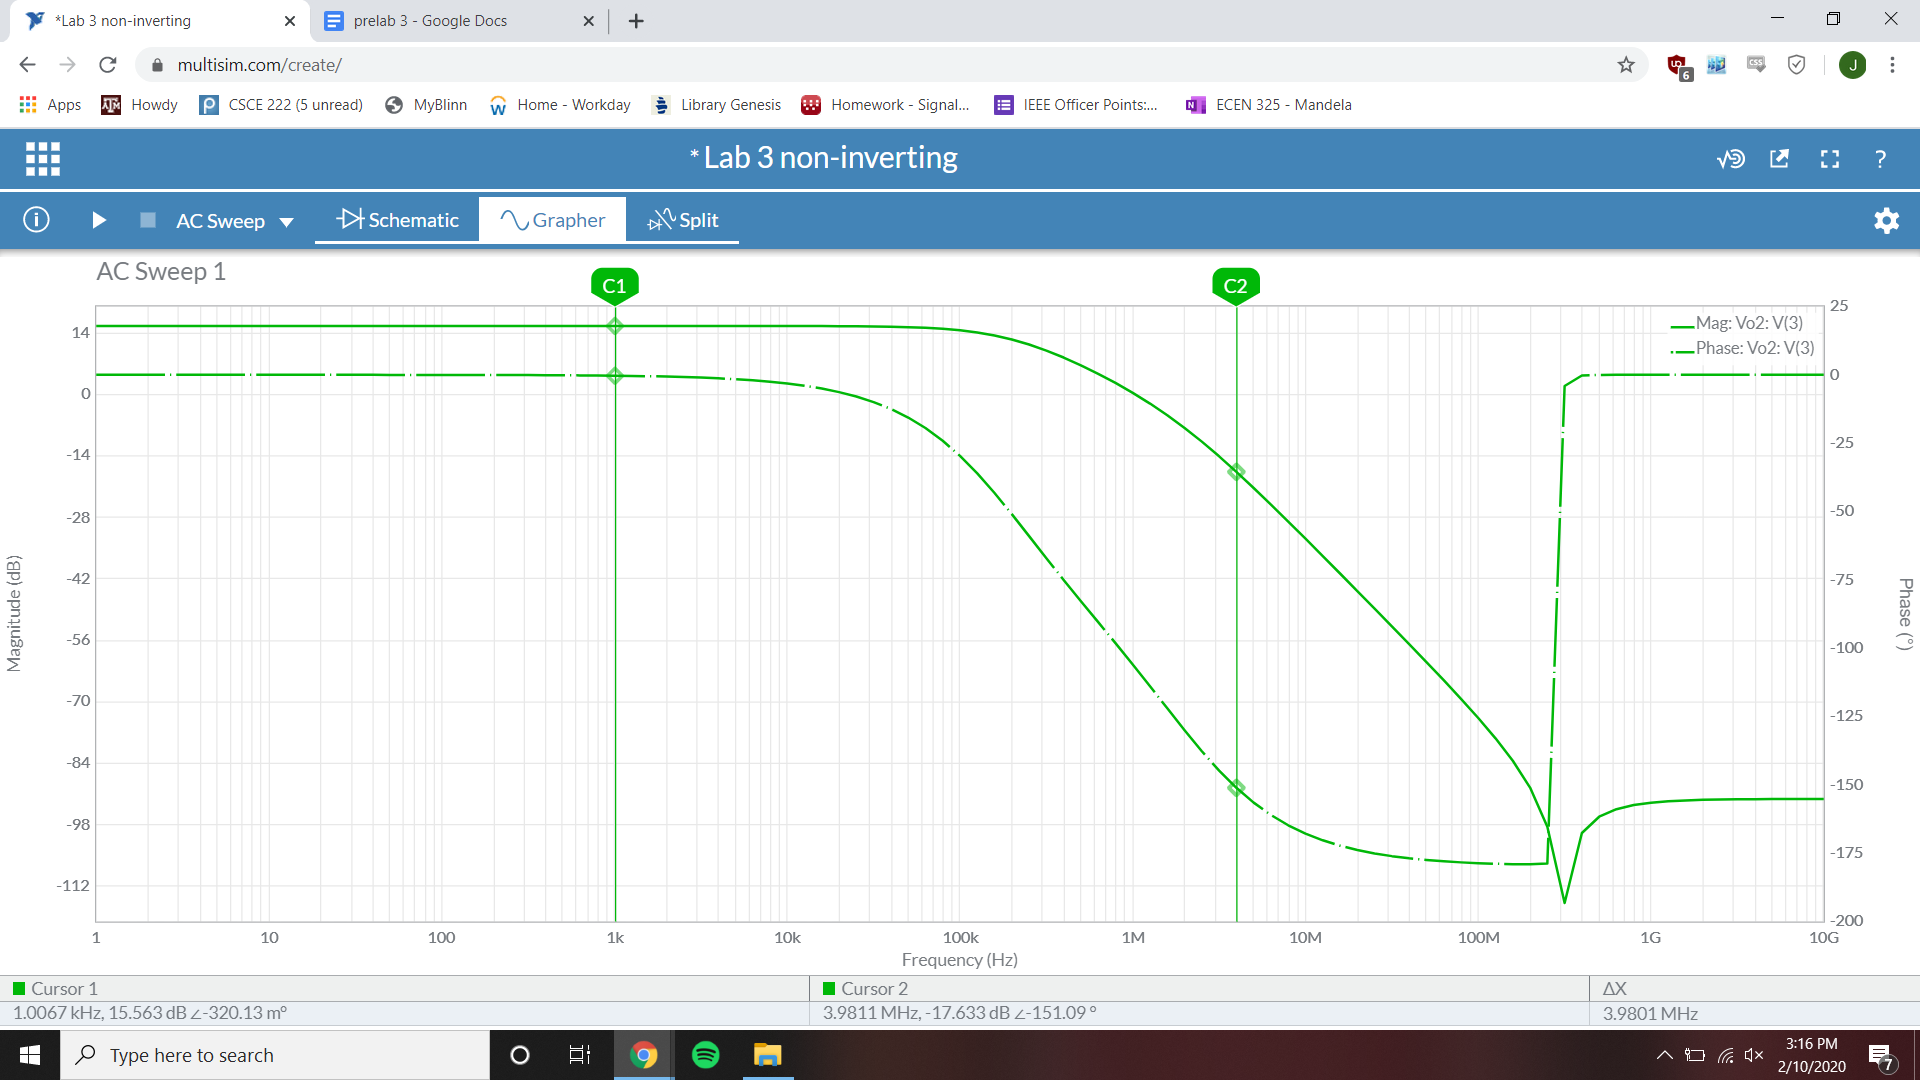 *Lab 3 non-inverting
prelab 3 - Google Docs
multisim.com/create/
6
J
Apps
Howdy
CSCE 222 (5 unread)
MyBlinn
Home - Workday
Library Genesis
Homework - Signal...
IEEE Officer Points:...
ECEN 325 - Mandela
* Lab 3 non-inverting
?
AC Sweep
Schematic
Grapher
Split
AC Sweep 1
C1
C2
Mag: Vo2: V(3)
Phase: Vo2: V(3)
Magnitude (dB)
14
0
-14
-28
-42
-56
-70
-84
-98
-112
25
0
-25
-50
-75
-100
-125
-150
-175
-200
Phase (°)
1 10 100 1k 10k 100k 1M 10M 100M 1G 10G
Frequency (Hz)
Cursor 1
1.0067 kHz, 15.563 dB ∠-320.13 m°
Cursor 2
3.9811 MHz, -17.633 dB ∠-151.09 °
ΔX
3.9801 MHz
Type here to search
3:16 PM
2/10/2020
7